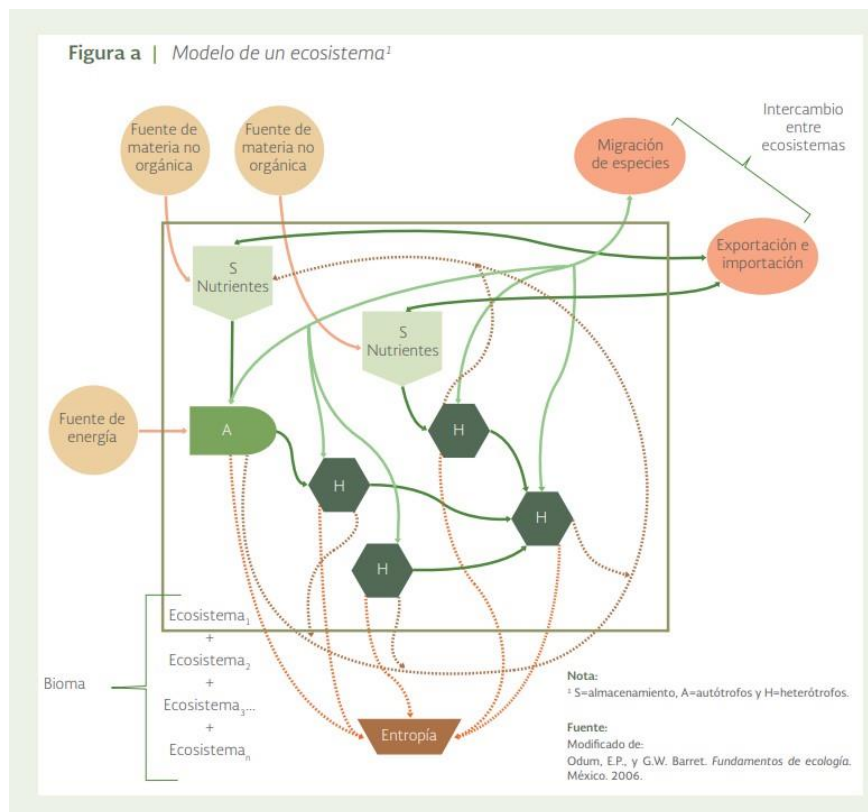 Figura a | Modelo de un ecosistema¹
Fuente de
materia no
orgánica
Fuente de
materia no
orgánica
Migración
de especies
Intercambio
entre
ecosistemas
Exportación e
importación
S
Nutrientes
S
Nutrientes
Fuente de
energía
A
H
H
H
H
Bioma
Ecosistema₁
+
Ecosistema₂
+
Ecosistema₃...
+
Ecosistemaₙ
Entropía
Nota:
¹ S=almacenamiento, A=autótrofos y H=heterótrofos.
Fuente:
Modificado de:
Odum, E.P., y G.W. Barret. Fundamentos de ecología.
México. 2006.